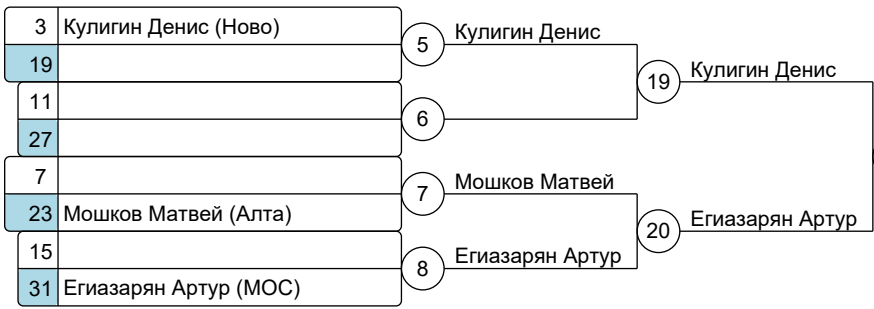 3 Кулигин Денис (Ново)
5 Кулигин Денис
19
19 Кулигин Денис
11
6
27
7
7 Мошков Матвей
23 Мошков Матвей (Алта)
20 Егиазарян Артур
15
8 Егиазарян Артур
31 Егиазарян Артур (МОС)